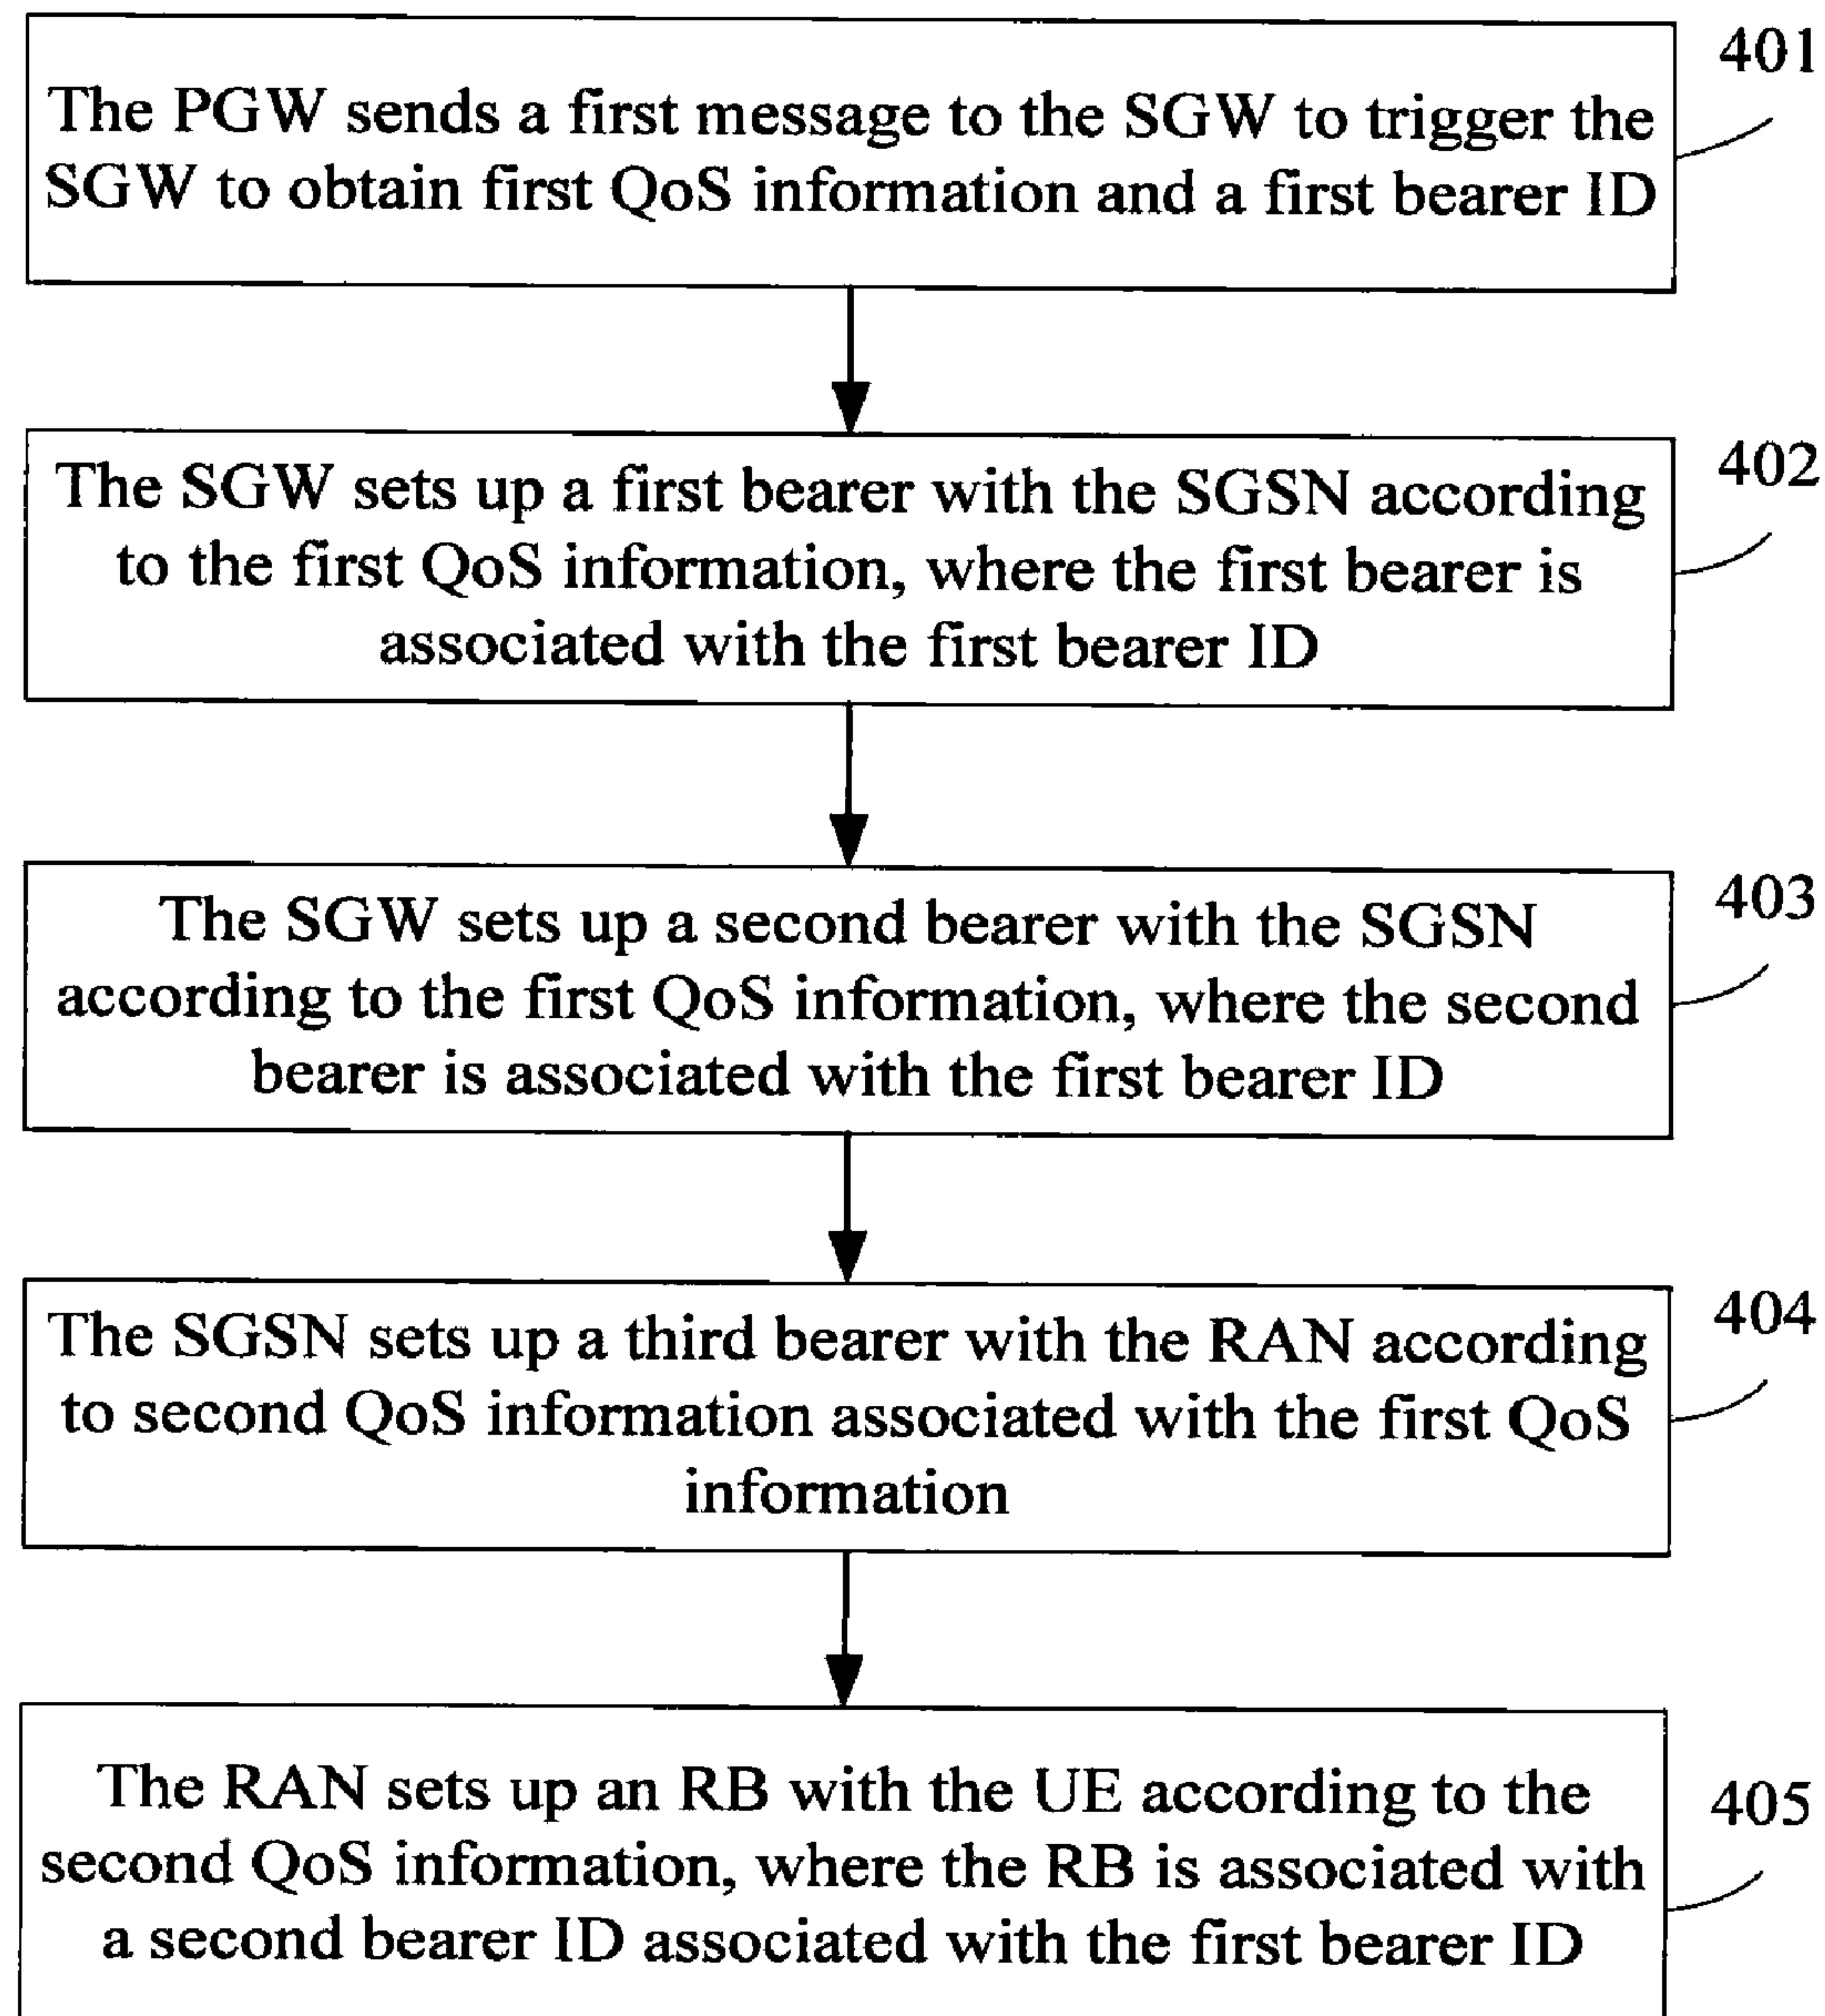 The PGW sends a first message to the SGW to trigger the
SGW to obtain first QoS information and a first bearer ID
401
The SGW sets up a first bearer with the SGSN according
to the first QoS information, where the first bearer is
associated with the first bearer ID
402
The SGW sets up a second bearer with the SGSN
according to the first QoS information, where the second
bearer is associated with the first bearer ID
403
The SGSN sets up a third bearer with the RAN according
to second QoS information associated with the first QoS
information
404
The RAN sets up an RB with the UE according to the
second QoS information, where the RB is associated with
a second bearer ID associated with the first bearer ID
405